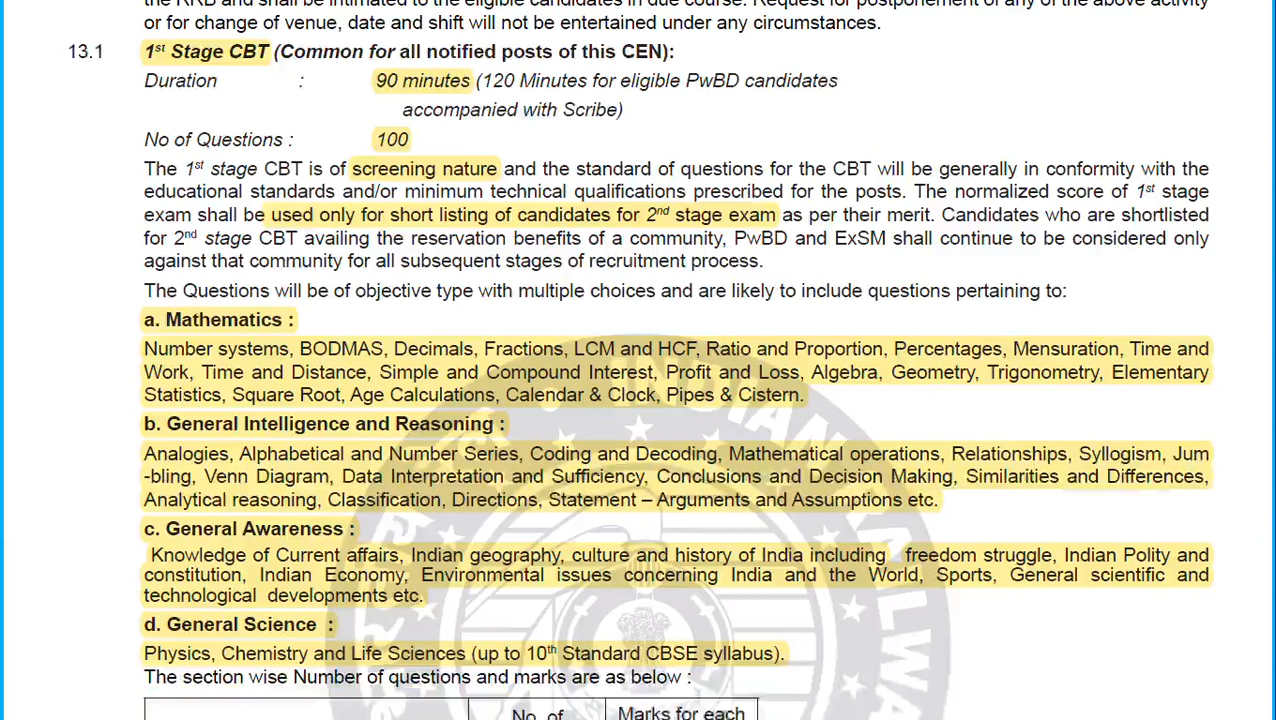 the RRB and shall be intimated to the eligible candidates in due course. Request for postponement of any of the above activity
or for change of venue, date and shift will not be entertained under any circumstances.
13.1 1st Stage CBT (Common for all notified posts of this CEN):
Duration : 90 minutes (120 Minutes for eligible PwBD candidates
accompanied with Scribe)
No of Questions : 100
The 1st stage CBT is of screening nature and the standard of questions for the CBT will be generally in conformity with the
educational standards and/or minimum technical qualifications prescribed for the posts. The normalized score of 1st stage
exam shall be used only for short listing of candidates for 2nd stage exam as per their merit. Candidates who are shortlisted
for 2nd stage CBT availing the reservation benefits of a community, PwBD and ExSM shall continue to be considered only
against that community for all subsequent stages of recruitment process.
The Questions will be of objective type with multiple choices and are likely to include questions pertaining to:
a. Mathematics :
Number systems, BODMAS, Decimals, Fractions, LCM and HCF, Ratio and Proportion, Percentages, Mensuration, Time and
Work, Time and Distance, Simple and Compound Interest, Profit and Loss, Algebra, Geometry, Trigonometry, Elementary
Statistics, Square Root, Age Calculations, Calendar & Clock, Pipes & Cistern.
b. General Intelligence and Reasoning :
Analogies, Alphabetical and Number Series, Coding and Decoding, Mathematical operations, Relationships, Syllogism, Jum
-bling, Venn Diagram, Data Interpretation and Sufficiency, Conclusions and Decision Making, Similarities and Differences,
Analytical reasoning, Classification, Directions, Statement – Arguments and Assumptions etc.
c. General Awareness :
Knowledge of Current affairs, Indian geography, culture and history of India including freedom struggle, Indian Polity and
constitution, Indian Economy, Environmental issues concerning India and the World, Sports, General scientific and
technological developments etc.
d. General Science :
Physics, Chemistry and Life Sciences (up to 10th Standard CBSE syllabus).
The section wise Number of questions and marks are as below :
No. of Marks for each
INDIAN RAILWAY